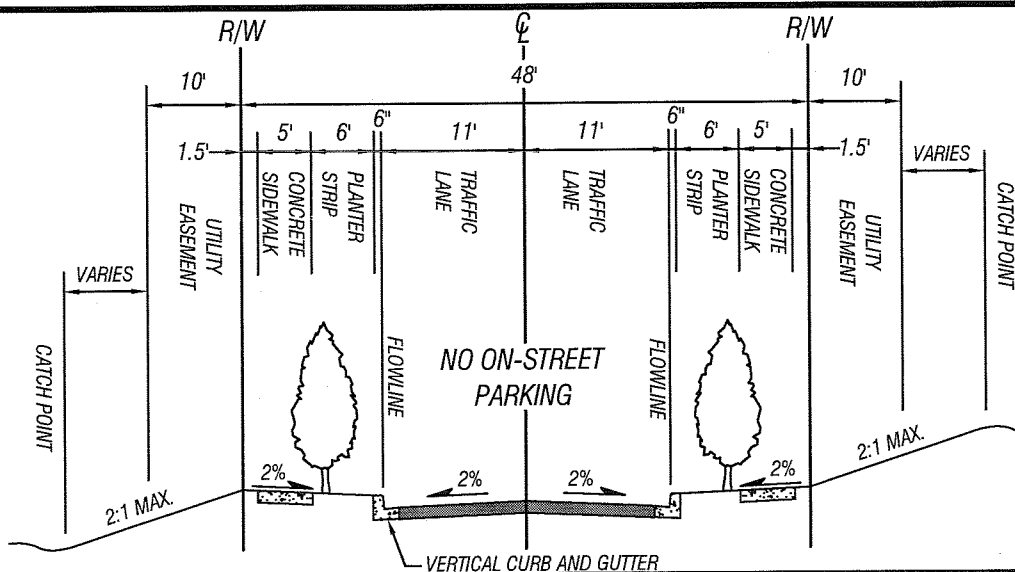 R/W
℄
R/W
10'
48'
10'
5'
6'
6"
11'
11'
6"
6'
5'
1.5'
1.5'
VARIES
UTILITY
EASEMENT
CONCRETE
SIDEWALK
PLANTER
STRIP
TRAFFIC
LANE
TRAFFIC
LANE
PLANTER
STRIP
CONCRETE
SIDEWALK
UTILITY
EASEMENT
CATCH POINT
VARIES
CATCH POINT
FLOWLINE
NO ON-STREET
PARKING
FLOWLINE
2:1 MAX.
2%
2%
2%
2%
2:1 MAX.
VERTICAL CURB AND GUTTER